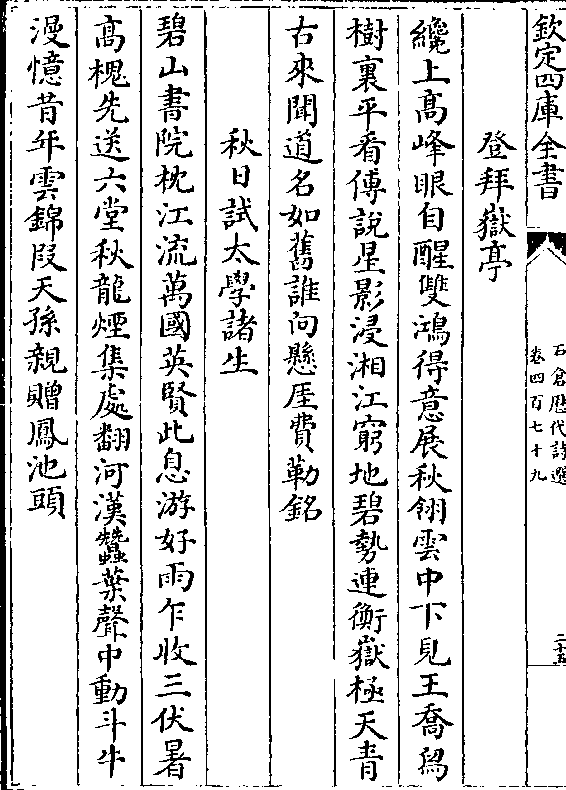 欽定四庫全書
石倉歴代詩選
卷四百七十九
二十五
登拜嶽亭
纔上高峰眼自醒雙鴻得意展秋翎雲中下見王喬舄
樹裏平看傅說星影浸湘江窮地碧勢連衡嶽極天青
古來聞道名如舊誰向懸厓費勒銘
秋日試太學諸生
碧山書院枕江流萬國英賢此息游好雨乍收三伏暑
高槐先送六堂秋龍煙集處翻河漢蠶葉聲中動斗牛
漫憶昔年雲錦段天孫親贈鳳池頭